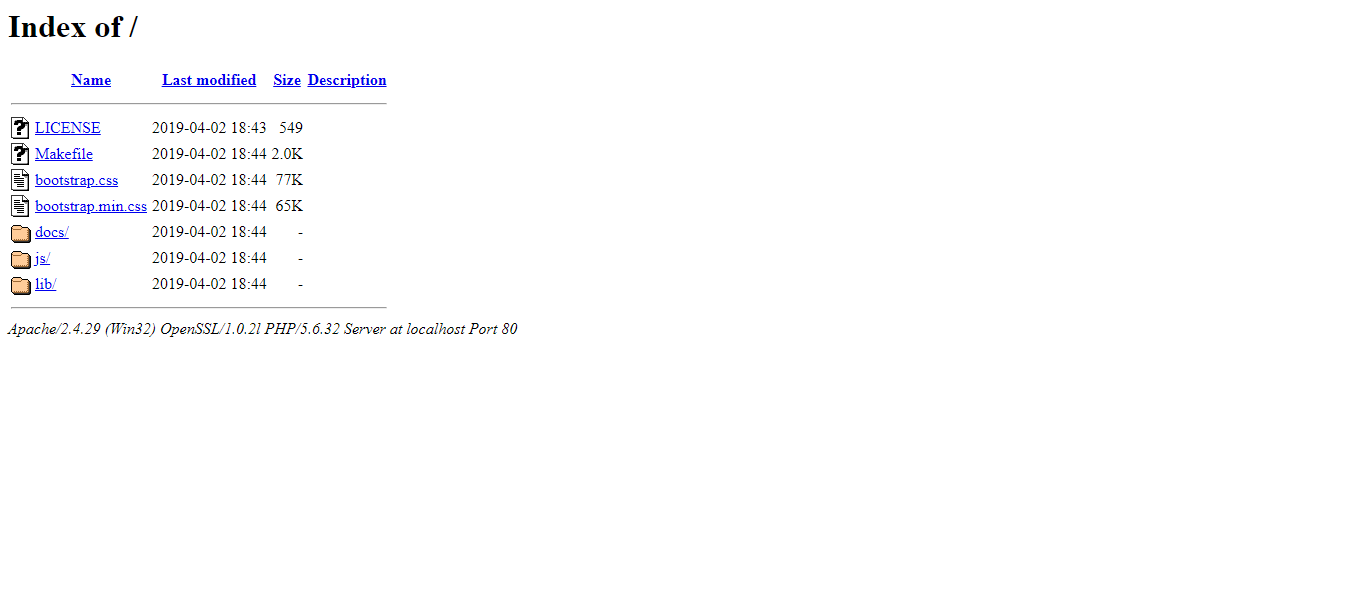 Index of /
Name Last modified Size Description
LICENSE 2019-04-02 18:43 549
Makefile 2019-04-02 18:44 2.0K
bootstrap.css 2019-04-02 18:44 77K
bootstrap.min.css 2019-04-02 18:44 65K
docs/ 2019-04-02 18:44 -
js/ 2019-04-02 18:44 -
lib/ 2019-04-02 18:44 -
Apache/2.4.29 (Win32) OpenSSL/1.0.2l PHP/5.6.32 Server at localhost Port 80